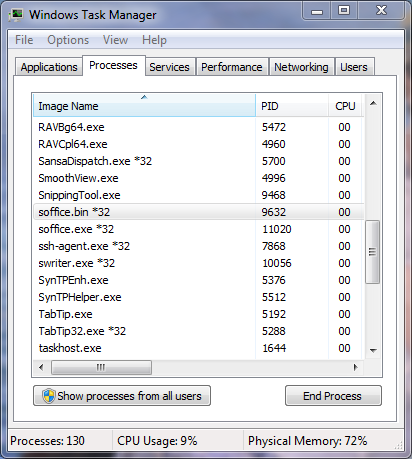 Windows Task Manager
File Options View Help
Applications Processes Services Performance Networking Users
Image Name PID CPU
RAVBg64.exe 5472 00
RAVCpl64.exe 4960 00
SansaDispatch.exe *32 5700 00
SmoothView.exe 4996 00
SnippingTool.exe 9468 00
soffice.bin *32 9632 00
soffice.exe *32 11020 00
ssh-agent.exe *32 7868 00
swriter.exe *32 10056 00
SynTPEnh.exe 5376 00
SynTPHelper.exe 5512 00
TabTip.exe 5192 00
TabTip32.exe *32 5288 00
taskhost.exe 1644 00
Show processes from all users End Process
Processes: 130 CPU Usage: 9% Physical Memory: 72%